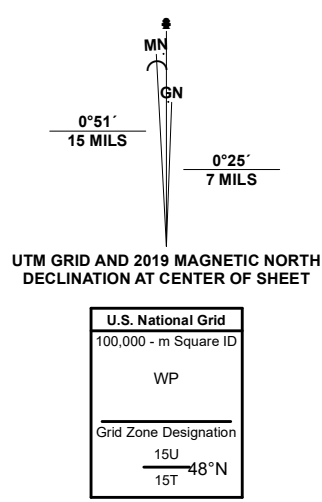 MN
GN
0°51´
15 MILS
0°25´
7 MILS
UTM GRID AND 2019 MAGNETIC NORTH
DECLINATION AT CENTER OF SHEET
U.S. National Grid
100,000 - m Square ID
WP
Grid Zone Designation
15U
48°N
15T